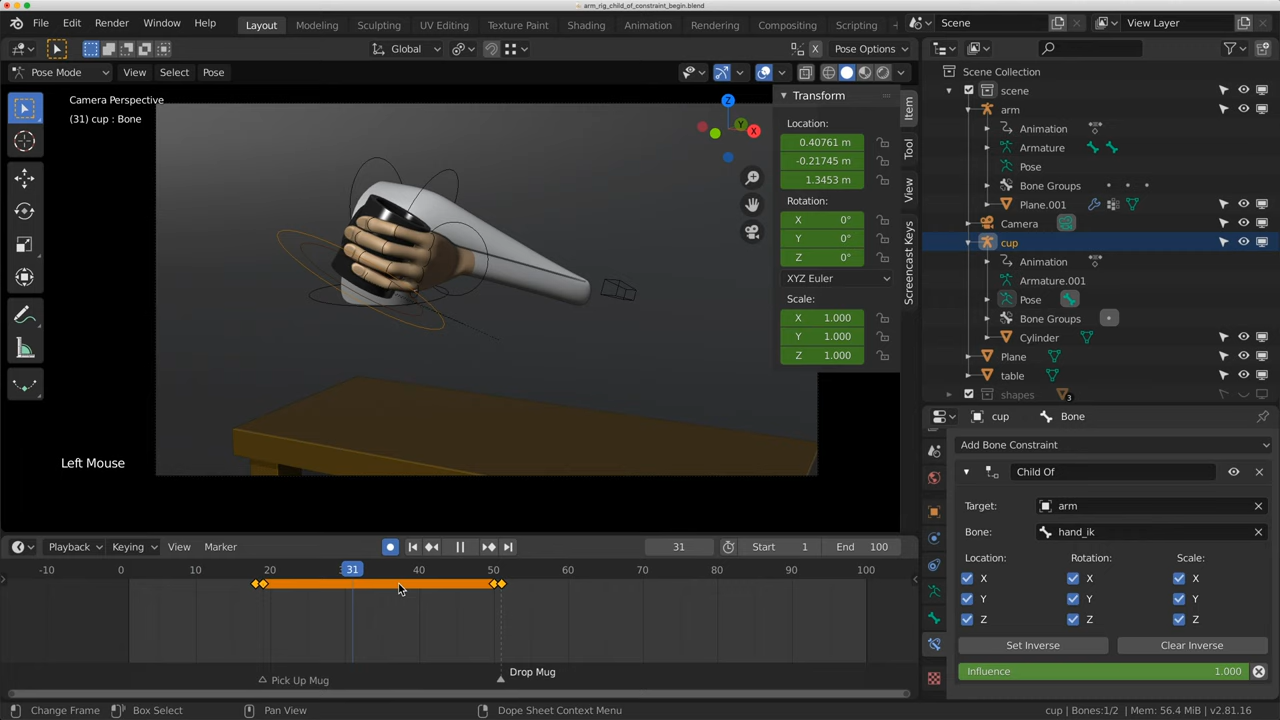 arm_rig_child_of_constraint_begin.blend
File Edit Render Window Help Layout Modeling Sculpting UV Editing Texture Paint Shading Animation Rendering Compositing Scripting Scene View Layer
Global X Pose Options
Pose Mode View Select Pose
Camera Perspective
(31) cup : Bone
Z
Y
X
Transform
Location:
0.40761 m
-0.21745 m
1.3453 m
Rotation:
X 0°
Y 0°
Z 0°
XYZ Euler
Scale:
X 1.000
Y 1.000
Z 1.000
Item
Tool
View
Screencast Keys
Left Mouse
Scene Collection
scene
arm
Animation
Armature
Pose
Bone Groups
Plane.001
Camera
cup
Animation
Armature.001
Pose
Bone Groups
Cylinder
Plane
table
shapes 3
cup Bone
Add Bone Constraint
Child Of
Target: arm
Bone: hand_ik
Location: Rotation: Scale:
X X X
Y Y Y
Z Z Z
Set Inverse Clear Inverse
Influence 1.000
Playback Keying View Marker 31 Start 1 End 100
-10 0 10 20 31 40 50 60 70 80 90 100
Drop Mug
Pick Up Mug
Change Frame Box Select Pan View Dope Sheet Context Menu cup | Bones:1/2 | Mem: 56.4 MiB | v2.81.16